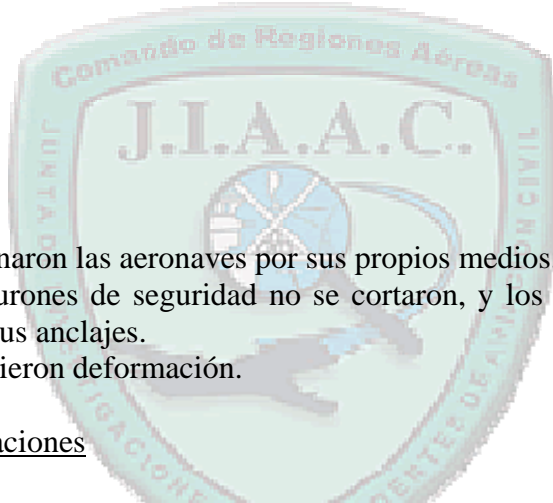 Comando de Regiones Aéreas
J.I.A.A.C.
naron las aeronaves por sus propios medios
urones de seguridad no se cortaron, y los
us anclajes.
ieron deformación.
aciones